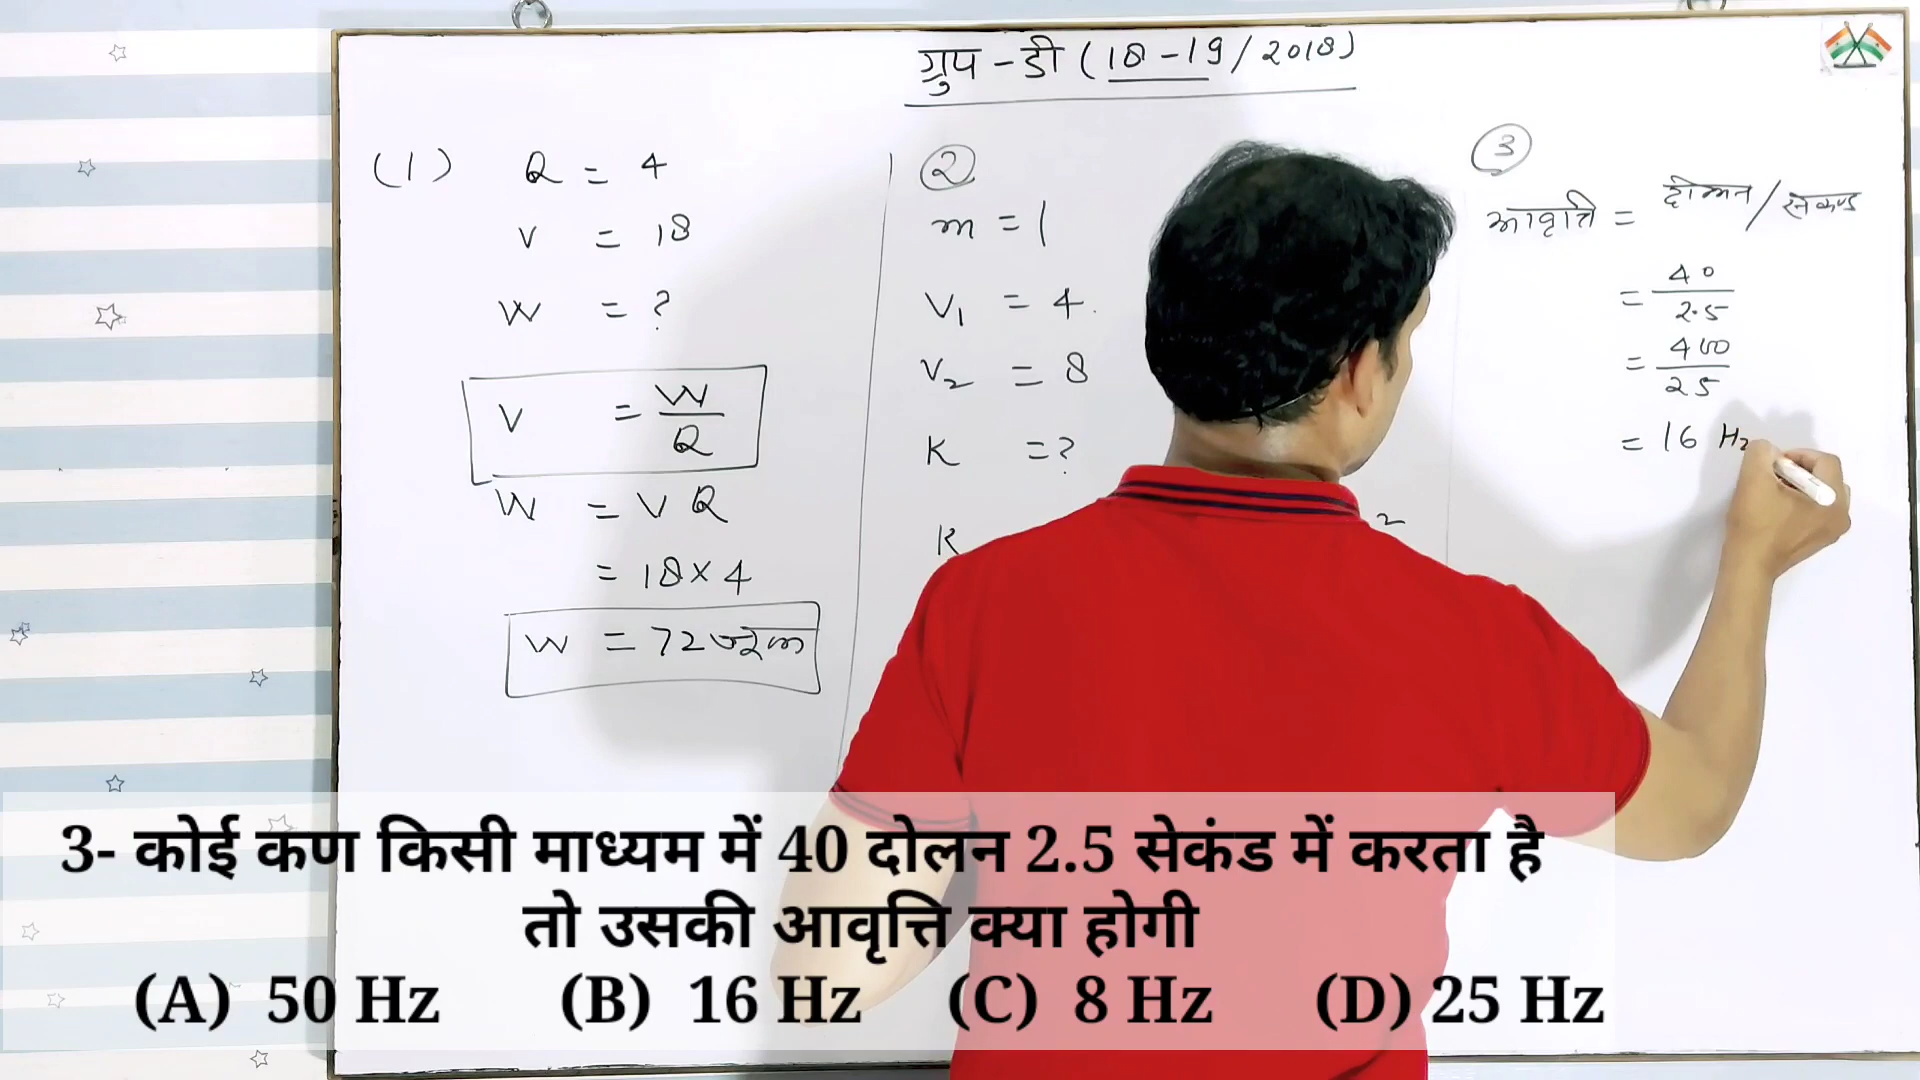 ग्रुप - डी ( 18 - 19 / 2018 )
(1) Q = 4
V = 18
W = ?
V = W / Q
W = V Q
= 18 × 4
W = 72 जूल
②
m = 1
V₁ = 4
V₂ = 8
K = ?
K
2
③
आवृत्ति = दोलन / सेकण्ड
= 40 / 2.5
= 400 / 25
= 16 Hz
3- कोई कण किसी माध्यम में 40 दोलन 2.5 सेकंड में करता है
तो उसकी आवृत्ति क्या होगी
(A) 50 Hz (B) 16 Hz (C) 8 Hz (D) 25 Hz